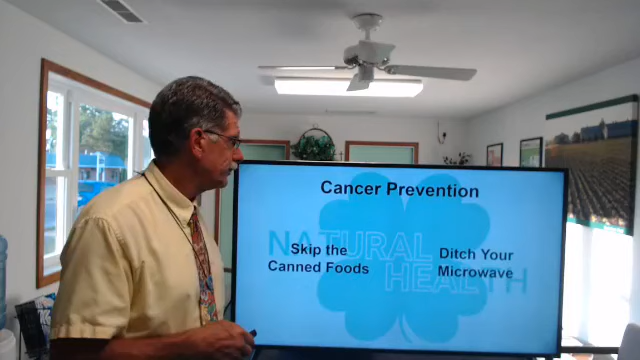 Cancer Prevention
NATURAL
HEALTH
Skip the
Canned Foods
Ditch Your
Microwave